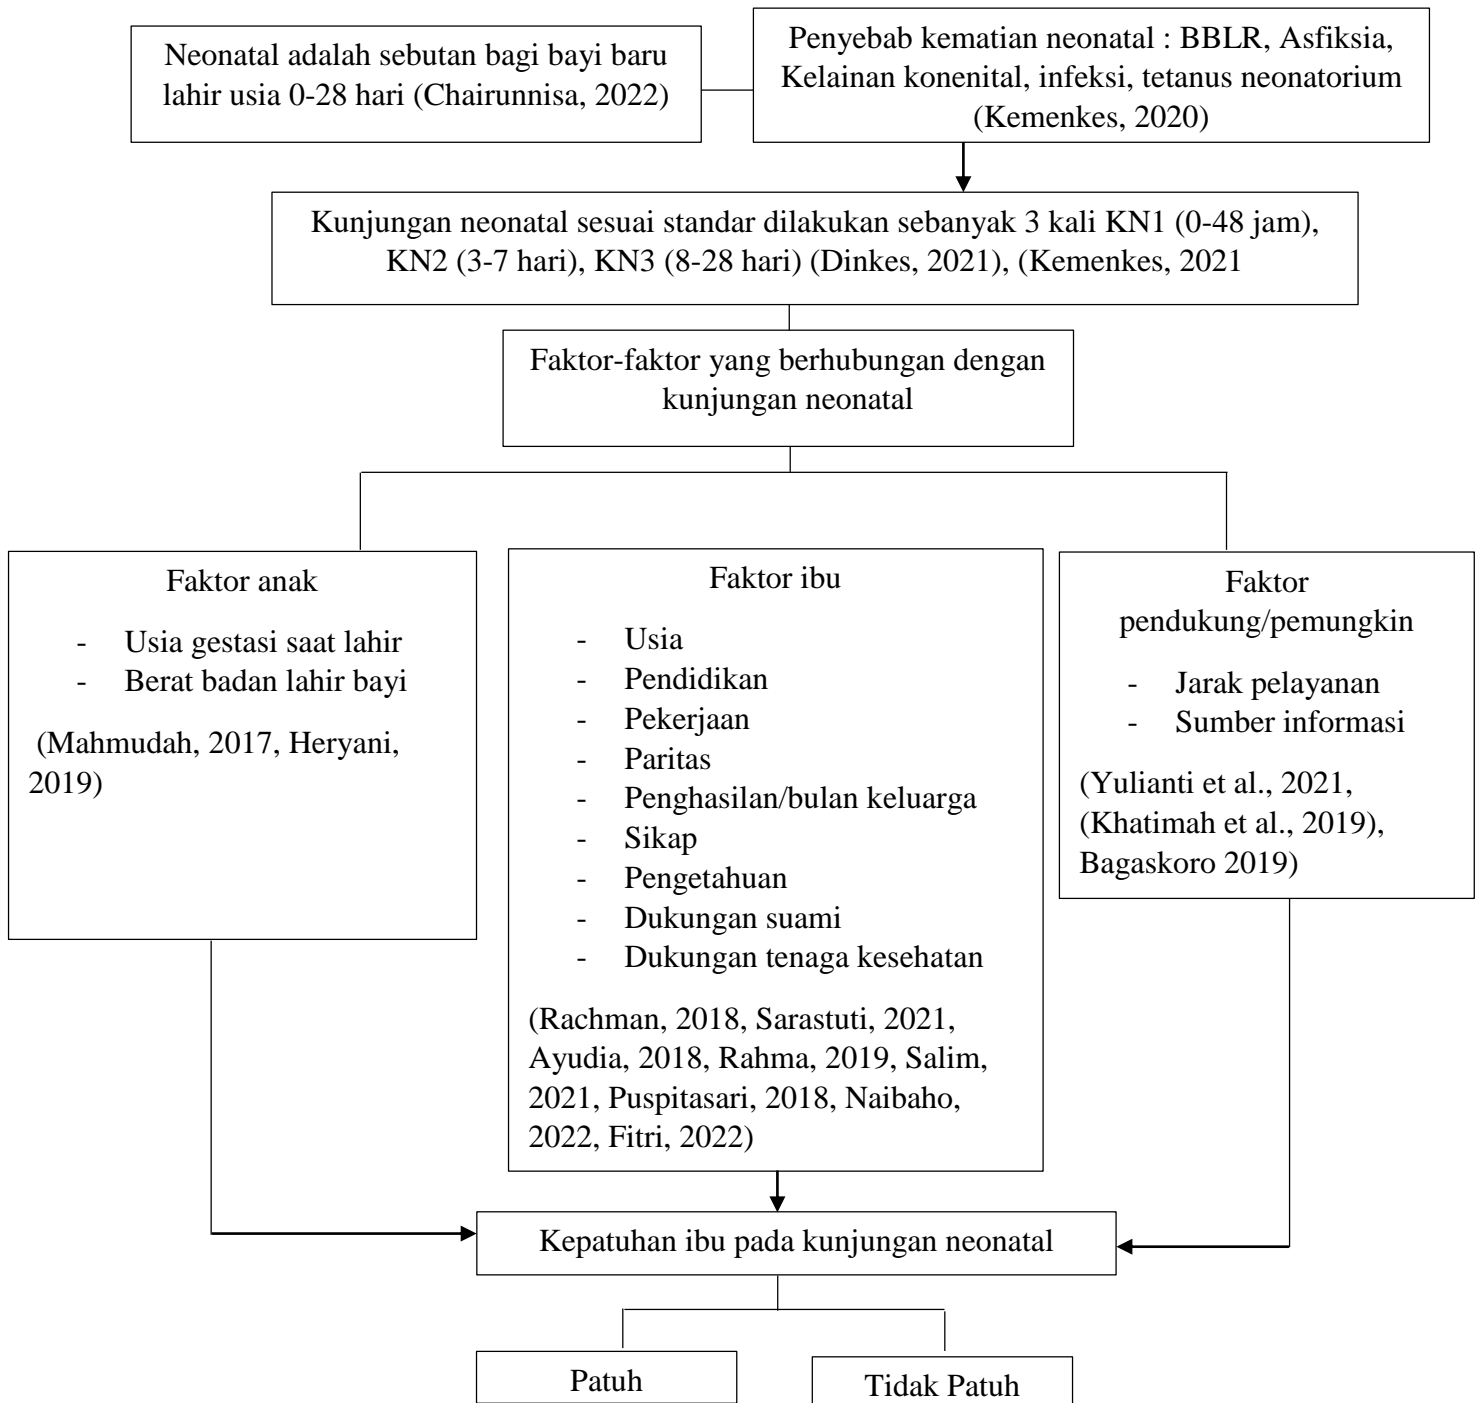 Neonatal adalah sebutan bagi bayi baru
lahir usia 0-28 hari (Chairunnisa, 2022)
Penyebab kematian neonatal : BBLR, Asfiksia,
Kelainan konenital, infeksi, tetanus neonatorium
(Kemenkes, 2020)
Kunjungan neonatal sesuai standar dilakukan sebanyak 3 kali KN1 (0-48 jam),
KN2 (3-7 hari), KN3 (8-28 hari) (Dinkes, 2021), (Kemenkes, 2021
Faktor-faktor yang berhubungan dengan
kunjungan neonatal
Faktor anak
- Usia gestasi saat lahir
- Berat badan lahir bayi
(Mahmudah, 2017, Heryani,
2019)
Faktor ibu
- Usia
- Pendidikan
- Pekerjaan
- Paritas
- Penghasilan/bulan keluarga
- Sikap
- Pengetahuan
- Dukungan suami
- Dukungan tenaga kesehatan
(Rachman, 2018, Sarastuti, 2021,
Ayudia, 2018, Rahma, 2019, Salim,
2021, Puspitasari, 2018, Naibaho,
2022, Fitri, 2022)
Faktor
pendukung/pemungkin
- Jarak pelayanan
- Sumber informasi
(Yulianti et al., 2021,
(Khatimah et al., 2019),
Bagaskoro 2019)
Kepatuhan ibu pada kunjungan neonatal
Patuh
Tidak Patuh